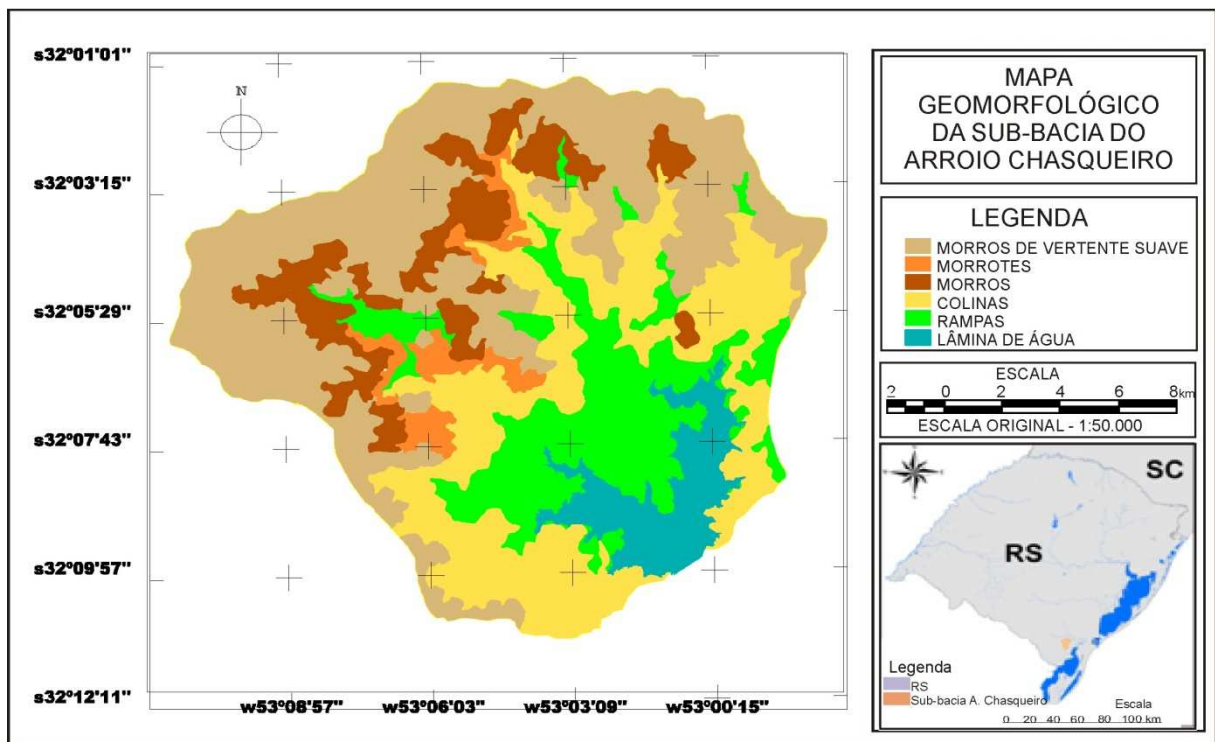 s32º01'01''
s32º03'15''
s32º05'29''
s32º07'43''
s32º09'57''
s32º12'11''
w53º08'57''
w53º06'03''
w53º03'09''
w53º00'15''
N
MAPA
GEOMORFOLÓGICO
DA SUB-BACIA DO
ARROIO CHASQUEIRO
LEGENDA
MORROS DE VERTENTE SUAVE
MORROTES
MORROS
COLINAS
RAMPAS
LÂMINA DE ÁGUA
ESCALA
2 0 2 4 6 8 km
ESCALA ORIGINAL - 1:50.000
SC
RS
Legenda
RS
Sub-bacia A. Chasqueiro
Escala
0 20 40 60 80 100 km